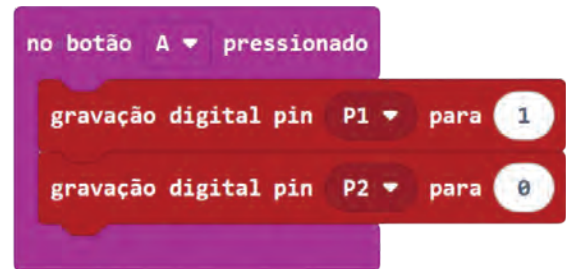 no botão A pressionado
gravação digital pin P1 para 1
gravação digital pin P2 para 0